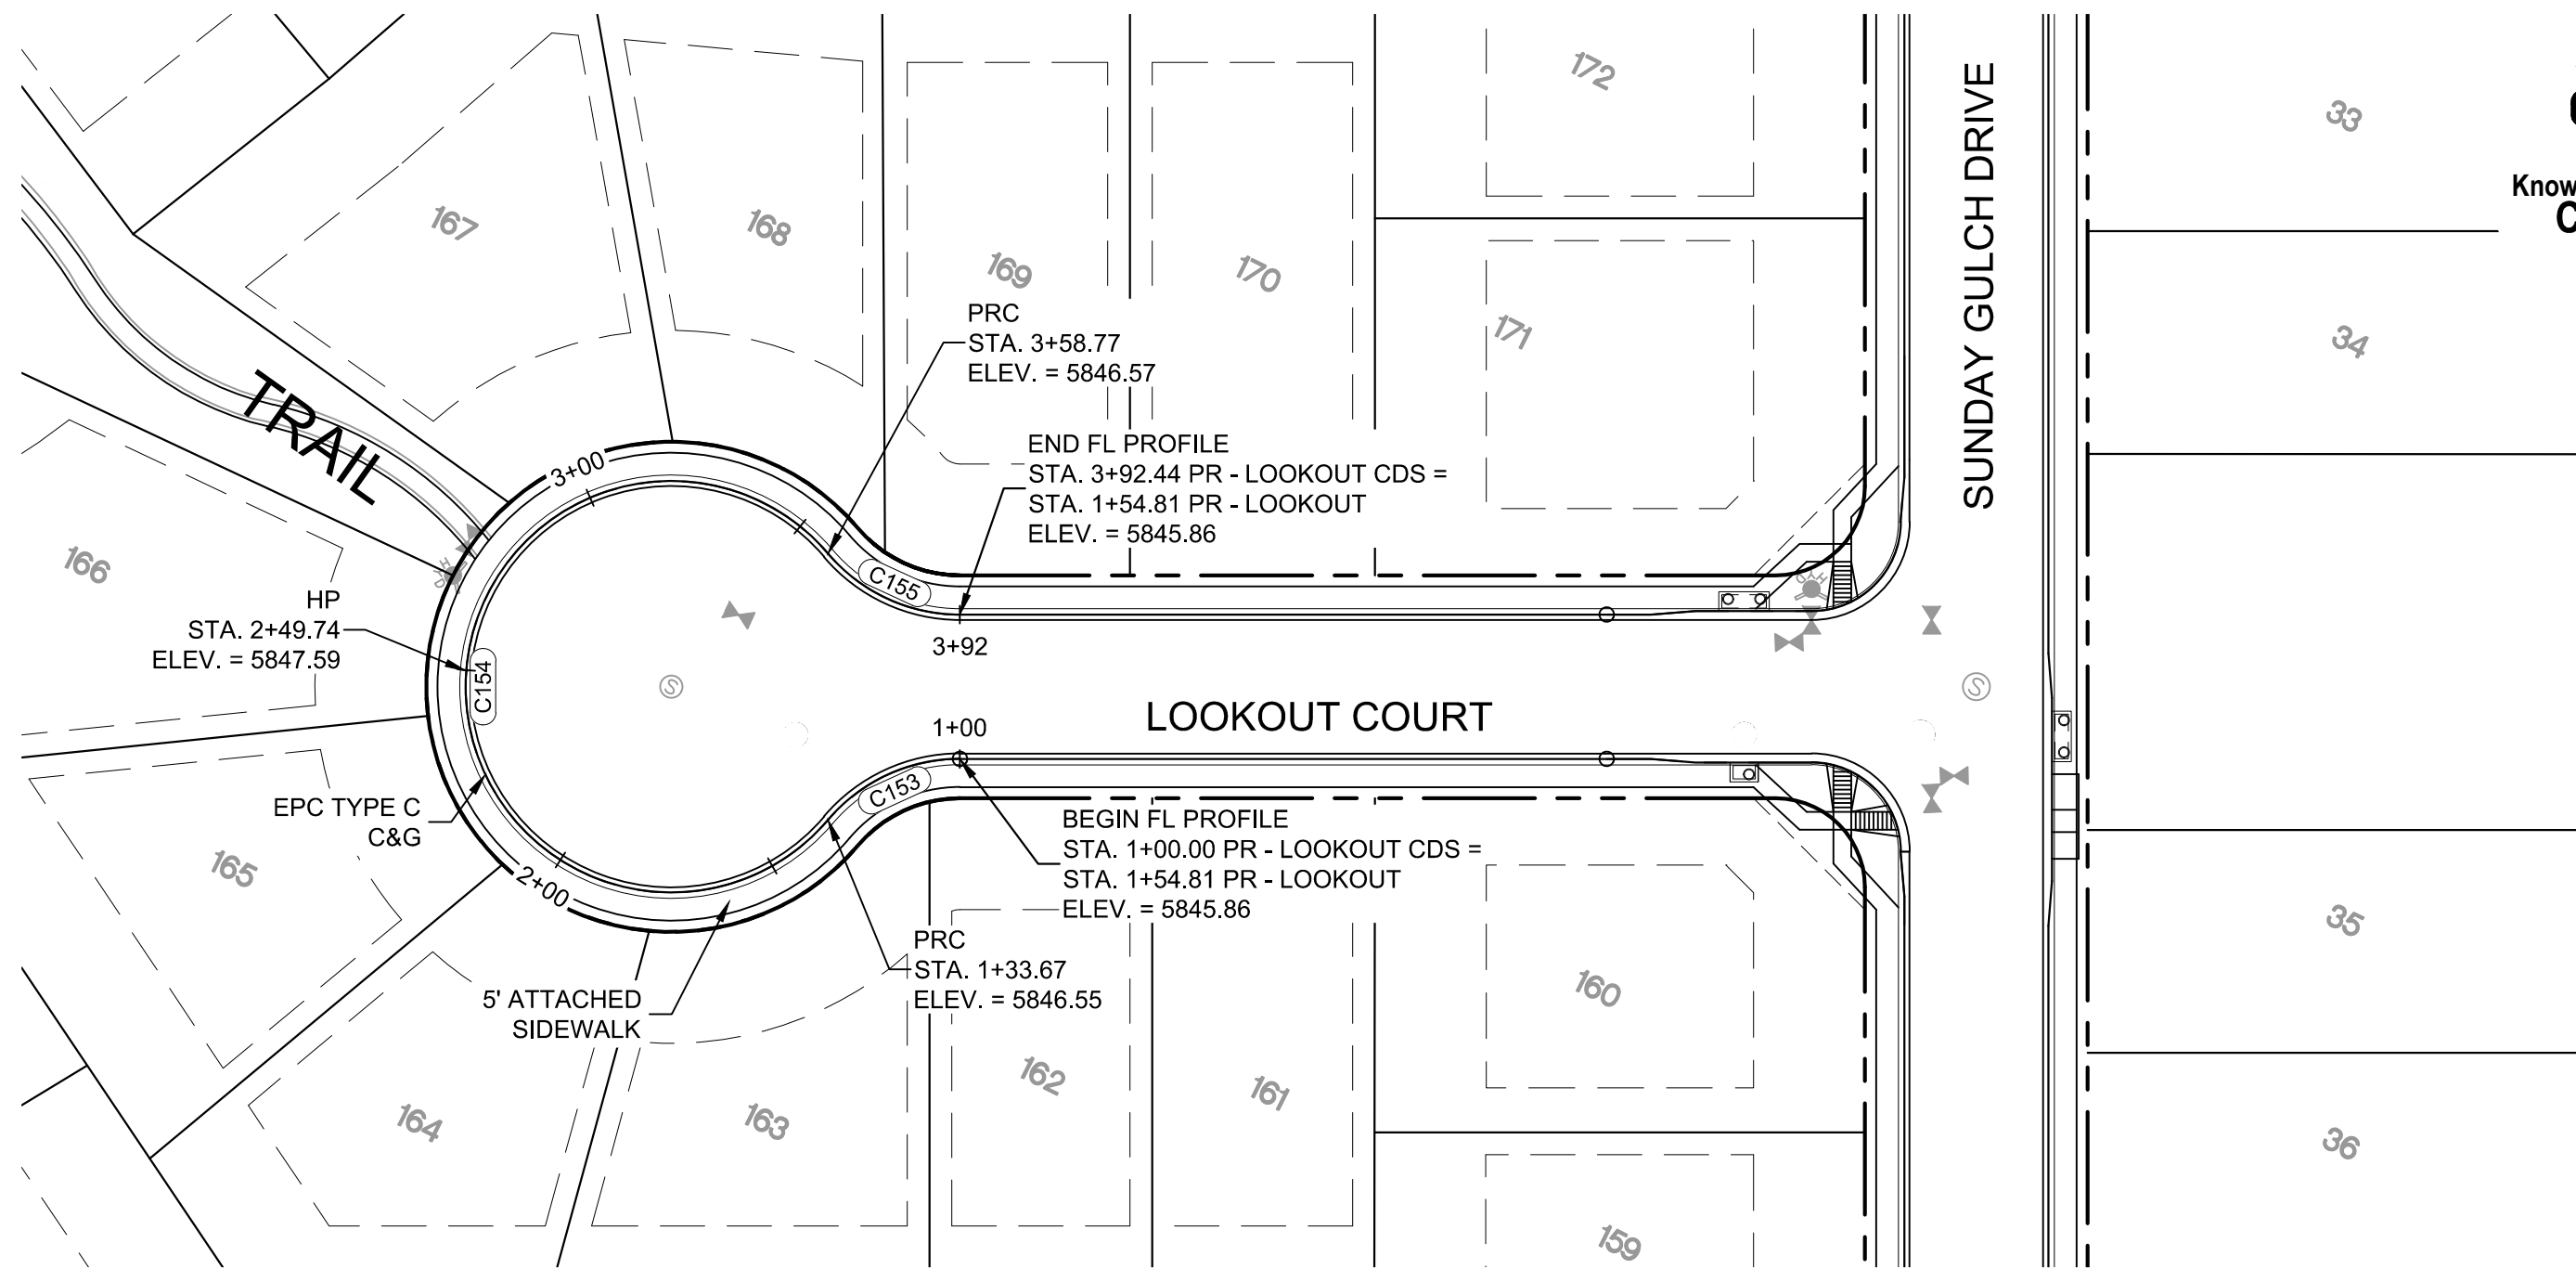 172
33
SUNDAY GULCH DRIVE
Know
C
167
168
169
170
171
34
PRC
STA. 3+58.77
ELEV. = 5846.57
TRAIL
3+00
END FL PROFILE
STA. 3+92.44 PR - LOOKOUT CDS =
STA. 1+54.81 PR - LOOKOUT
ELEV. = 5845.86
166
HYD
C155
HYD
HP
STA. 2+49.74
ELEV. = 5847.59
3+92
C154
S
S
LOOKOUT COURT
1+00
EPC TYPE C
C&G
C153
165
2+00
BEGIN FL PROFILE
STA. 1+00.00 PR - LOOKOUT CDS =
STA. 1+54.81 PR - LOOKOUT
ELEV. = 5845.86
35
PRC
STA. 1+33.67
ELEV. = 5846.55
5' ATTACHED
SIDEWALK
160
162
161
164
163
36
159